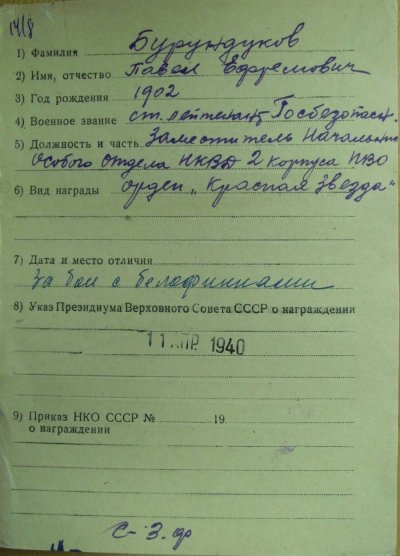 14/8
1) Фамилия Бурундуков
2) Имя, отчество Павел Ефремович
3) Год рождения 1902
4) Военное звание ст. лейтенант Госбезопасн.
5) Должность и часть Заместитель Начальника
Особого отдела НКВД 2 корпуса ПВО
6) Вид награды орден „Красная Звезда"
7) Дата и место отличия
За бои с белофиннами
8) Указ Президиума Верховного Совета СССР о награждении
11 АПР. 1940
9) Приказ НКО СССР № 19
о награждении
С-З. ф